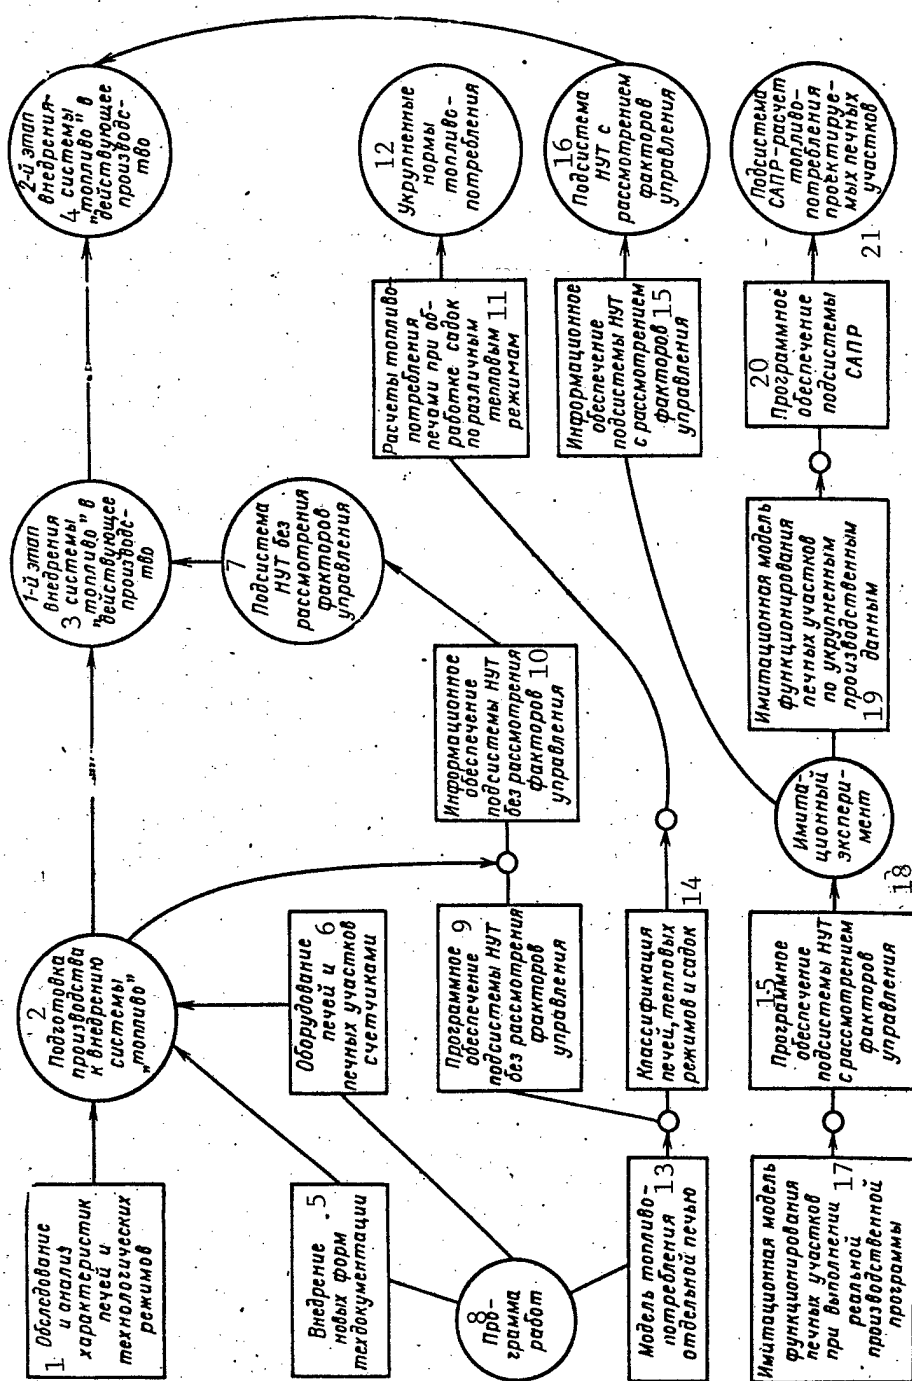 1 Обследование
и анализ
характеристик
печей и
технологических
режимов
2
Подготовка
производства
к внедрению
системы
"топливо"
1-й этап
внедрения
3 системы
"топливо" в
действующее
производс-
тво
2-й этап
внедрения
4 системы
"топливо" в
действующее
производс-
тво
Внедрение 5
новых форм
техдокументации
Оборудование
печей и 6
печных участков
счетчиками
7
Подсистема
НУТ без
рассмотрения
факторов
управления
8
Про-
грамма
работ
Программное 9
обеспечение
подсистемы НУТ
без рассмотрения
факторов
управления
Информационное
обеспечение
подсистемы НУТ
без рассмотрения
факторов 10
управления
Расчеты топливо-
потребления
печами при об-
работке садок
по различным 11
тепловым
режимам
12
Укрупненные
нормы
топливо-
потребления
Модель топливо-
потребления 13
отдельной печью
Классификация 14
печей, тепловых
режимов и садок
Информационное
обеспечение
подсистемы НУТ
с рассмотрением
факторов 15
управления
16
Подсистема
НУТ с
рассмотрением
факторов
управления
Имитационная модель
функционирования
печных участков
при выполнении 17
реальной
производственной
программы
15
Программное
обеспечение
подсистемы НУТ
с рассмотрением
факторов
управления
Имита-
ционный
экспери-
мент
18
Имитационная модель
функционирования
печных участков
по укрупненным
производственным
19 данным
20
Программное
обеспечение
подсистемы
САПР
Подсистема
САПР-расчет
топливо-
потребления
проектируе-
мых печных
участков
21